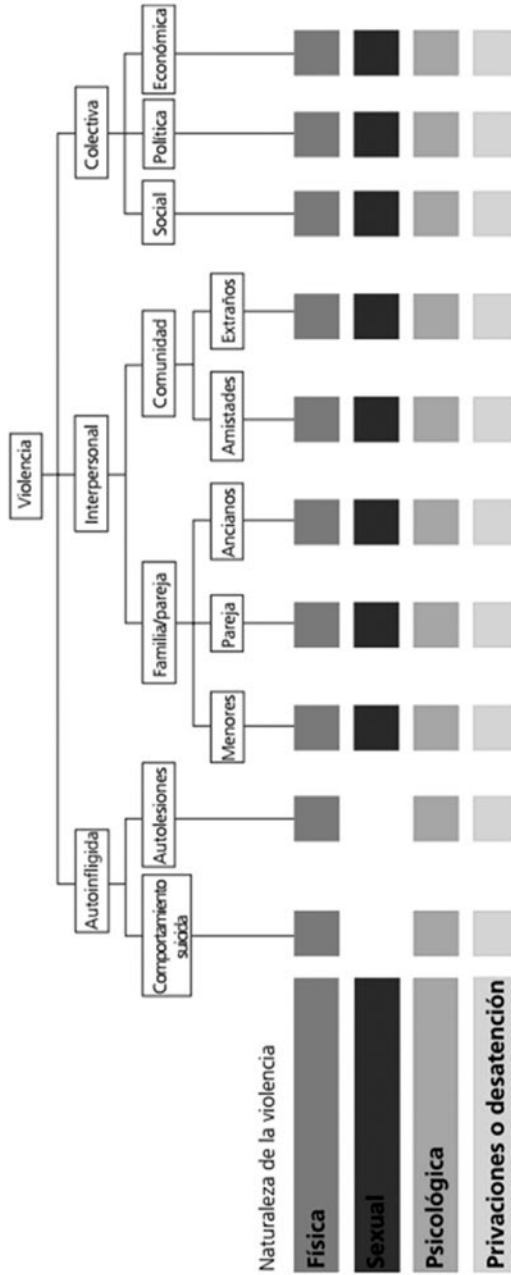 Violencia
Autoinfligida
Interpersonal
Colectiva
Comportamiento
suicida
Autolesiones
Familia/pareja
Comunidad
Social
Política
Económica
Menores
Pareja
Ancianos
Amistades
Extraños
Naturaleza de la violencia
Física
Sexual
Psicológica
Privaciones o desatención